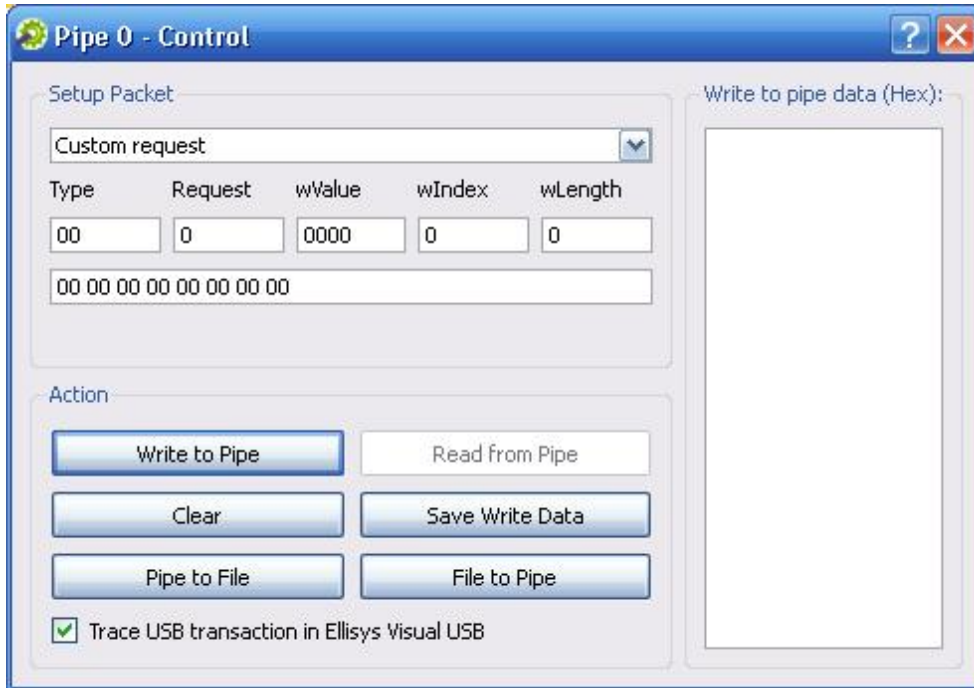 Pipe 0 - Control
Setup Packet
Write to pipe data (Hex):
Custom request
Type Request wValue wIndex wLength
00 0 0000 0 0
00 00 00 00 00 00 00 00
Action
Write to Pipe Read from Pipe
Clear Save Write Data
Pipe to File File to Pipe
Trace USB transaction in Ellisys Visual USB